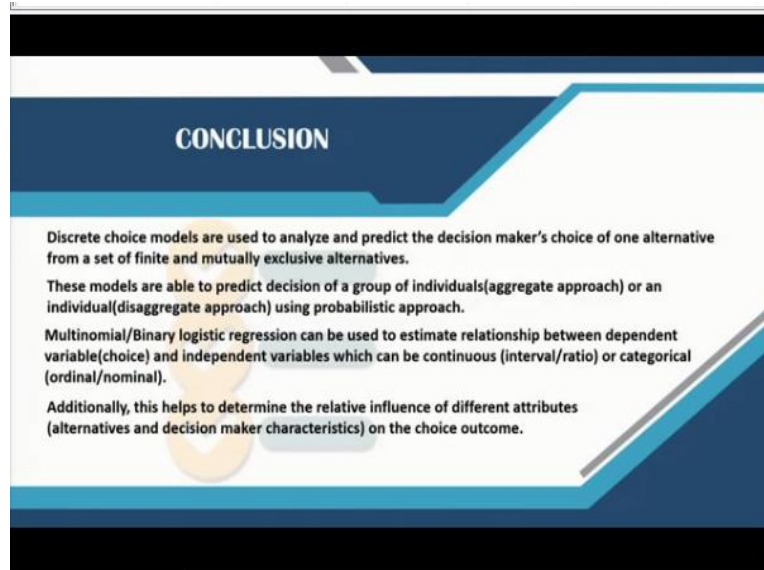 CONCLUSION
Discrete choice models are used to analyze and predict the decision maker's choice of one alternative
from a set of finite and mutually exclusive alternatives.
These models are able to predict decision of a group of individuals(aggregate approach) or an
individual(disaggregate approach) using probabilistic approach.
Multinomial/Binary logistic regression can be used to estimate relationship between dependent
variable(choice) and independent variables which can be continuous (interval/ratio) or categorical
(ordinal/nominal).
Additionally, this helps to determine the relative influence of different attributes
(alternatives and decision maker characteristics) on the choice outcome.